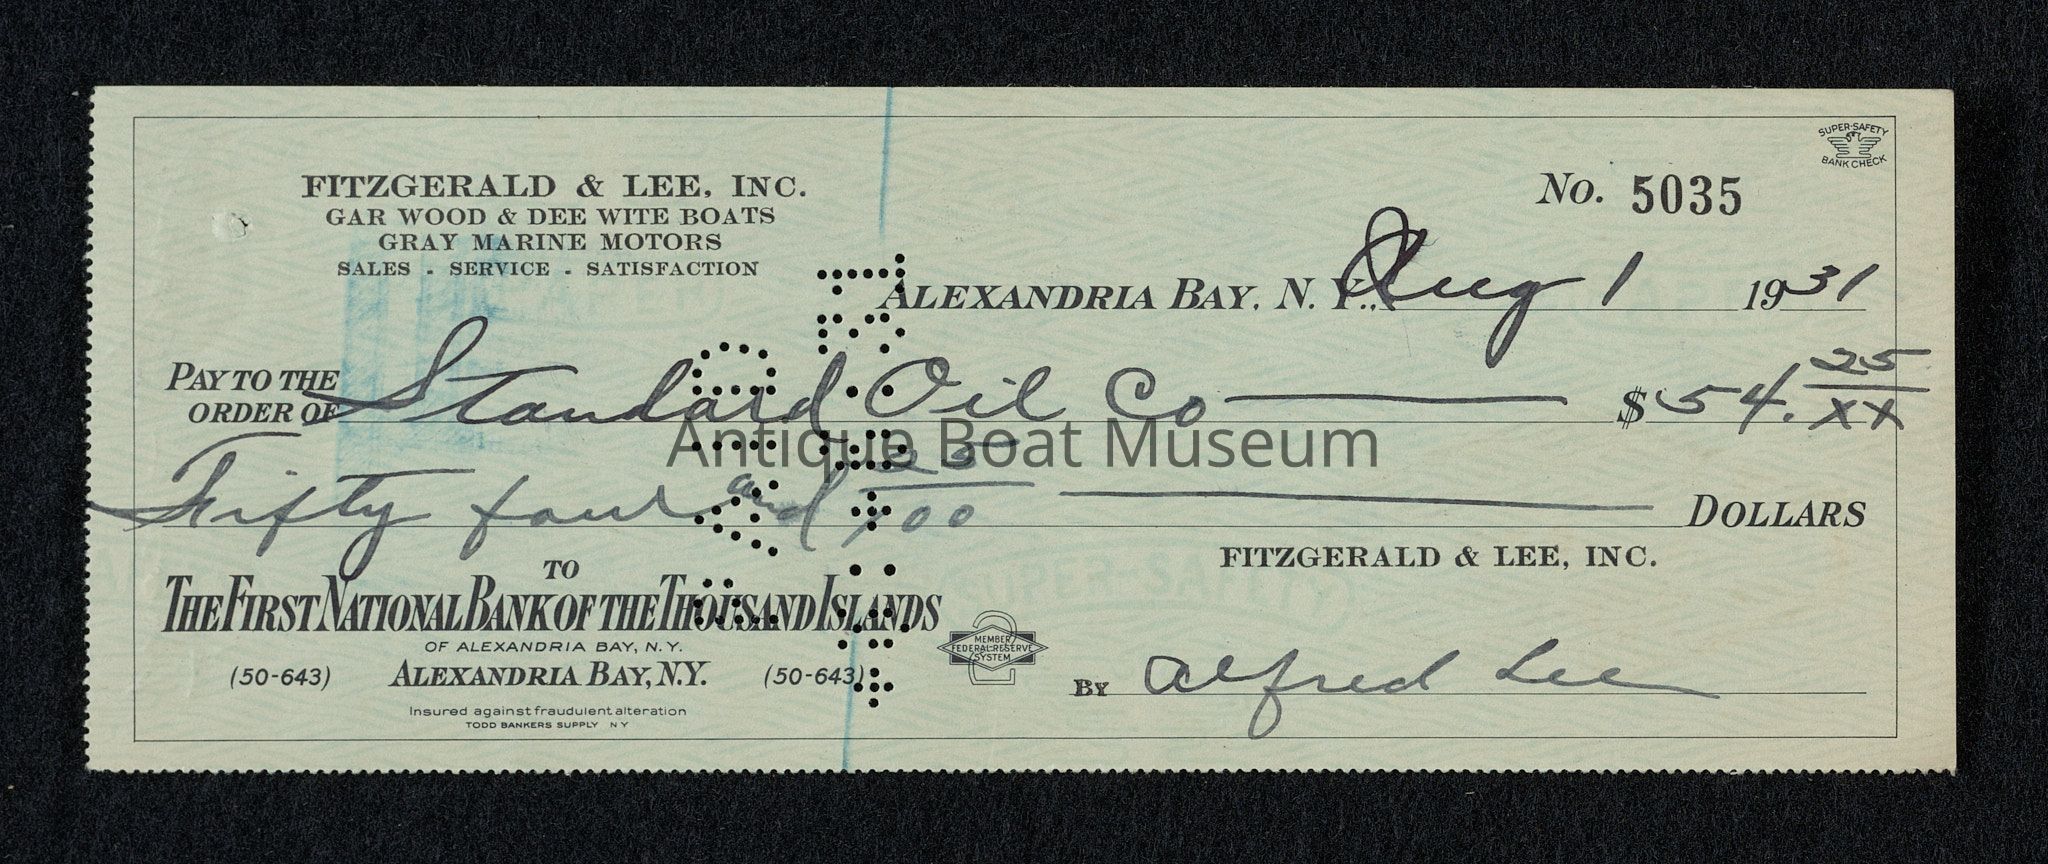 SUPER-SAFETY
BANK CHECK
FITZGERALD & LEE, INC.
GAR WOOD & DEE WITE BOATS
GRAY MARINE MOTORS
SALES - SERVICE - SATISFACTION
No. 5035
ALEXANDRIA BAY, N. Y., Aug 1 1931
PAY TO THE
ORDER OF Standard Oil Co $ 54. 25/XX
Antique Boat Museum
Fifty four and 25/100 DOLLARS
FITZGERALD & LEE, INC.
TO
THE FIRST NATIONAL BANK OF THE THOUSAND ISLANDS
OF ALEXANDRIA BAY, N.Y.
(50-643) ALEXANDRIA BAY, N.Y. (50-643)
MEMBER
FEDERAL RESERVE
SYSTEM
2
By Alfred Lee
Insured against fraudulent alteration
TODD BANKERS SUPPLY NY
SUPER-SAFETY